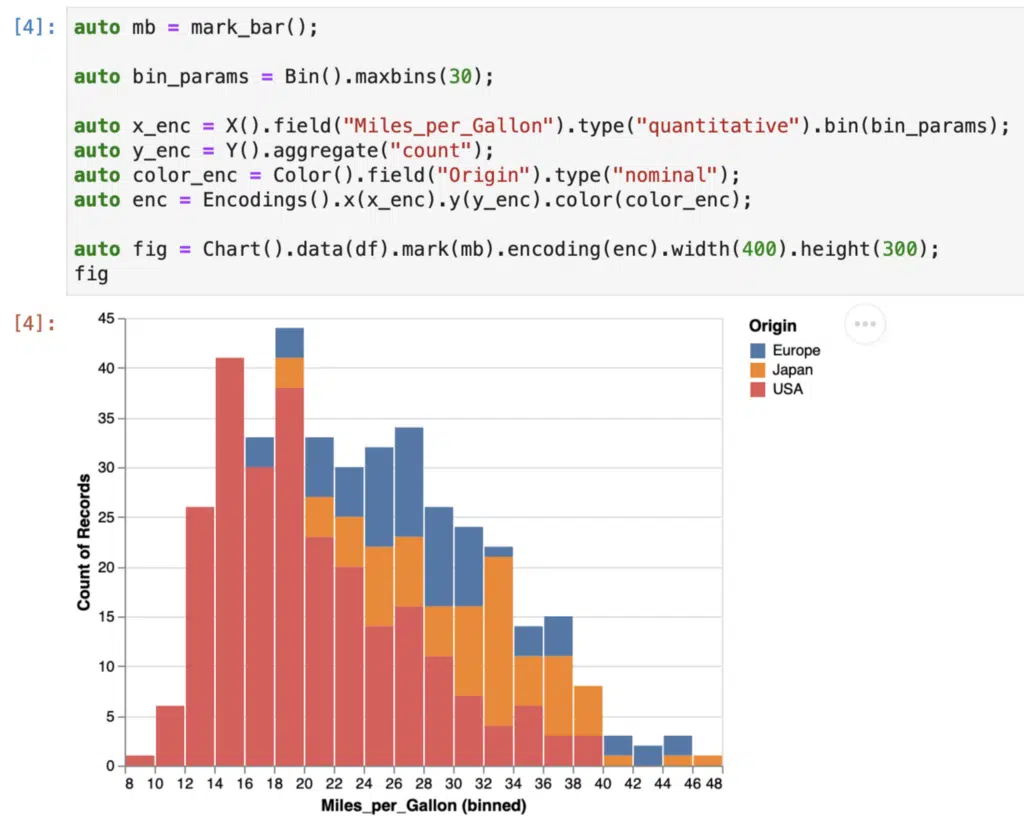 [4]:
auto mb = mark_bar();
auto bin_params = Bin().maxbins(30);
auto x_enc = X().field("Miles_per_Gallon").type("quantitative").bin(bin_params);
auto y_enc = Y().aggregate("count");
auto color_enc = Color().field("Origin").type("nominal");
auto enc = Encodings().x(x_enc).y(y_enc).color(color_enc);
auto fig = Chart().data(df).mark(mb).encoding(enc).width(400).height(300);
fig
[4]:
45
40
35
30
25
20
15
10
5
0
Count of Records
8 10 12 14 16 18 20 22 24 26 28 30 32 34 36 38 40 42 44 46 48
Miles_per_Gallon (binned)
Origin
Europe
Japan
USA